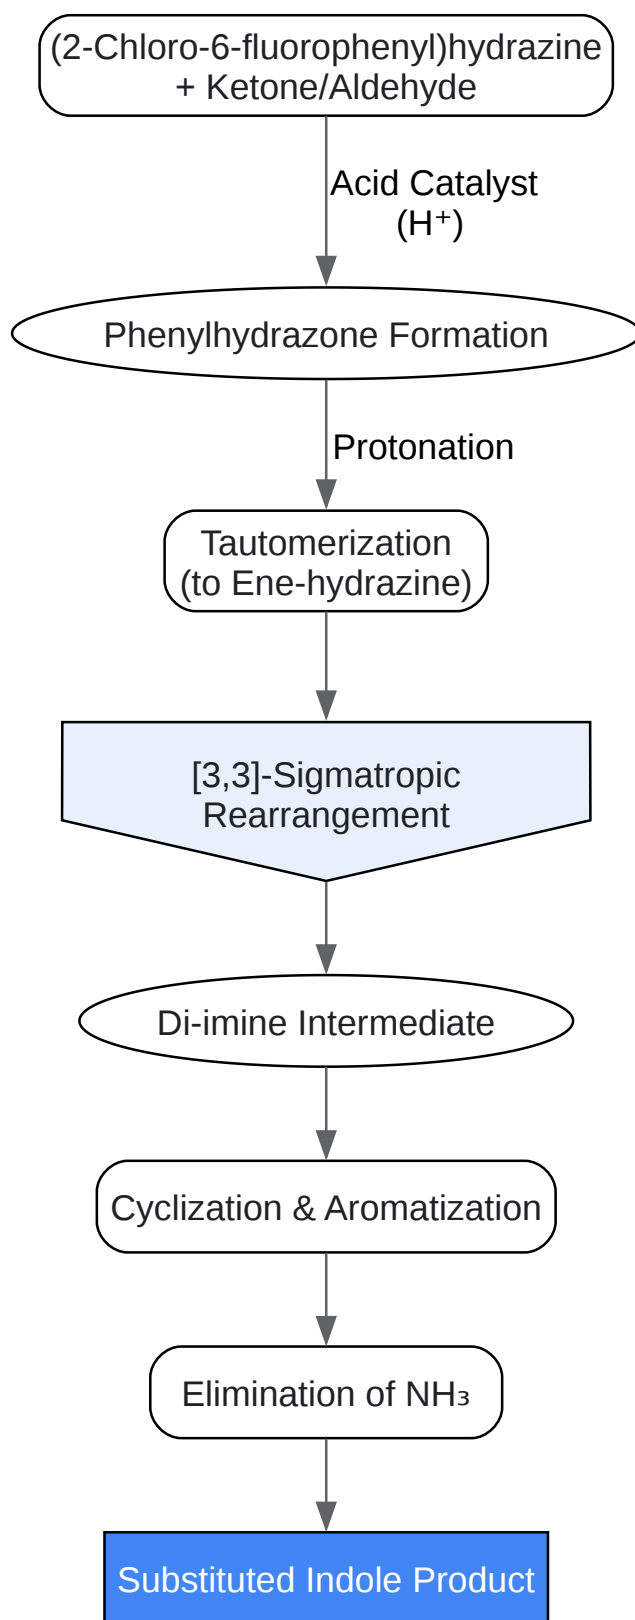 (2-Chloro-6-fluorophenyl)hydrazine
+ Ketone/Aldehyde
Acid Catalyst
(H⁺)
Phenylhydrazone Formation
Protonation
Tautomerization
(to Ene-hydrazine)
[3,3]-Sigmatropic
Rearrangement
Di-imine Intermediate
Cyclization & Aromatization
Elimination of NH₃
Substituted Indole Product